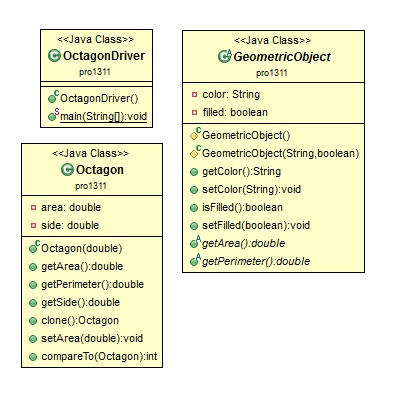 <<Java Class>>
OctagonDriver
pro1311
OctagonDriver()
main(String[]):void
<<Java Class>>
Octagon
pro1311
area: double
side: double
Octagon(double)
getArea():double
getPerimeter():double
getSide():double
clone():Octagon
setArea(double):void
compareTo(Octagon):int
<<Java Class>>
GeometricObject
pro1311
color: String
filled: boolean
GeometricObject()
GeometricObject(String,boolean)
getColor():String
setColor(String):void
isFilled():boolean
setFilled(boolean):void
getArea():double
getPerimeter():double